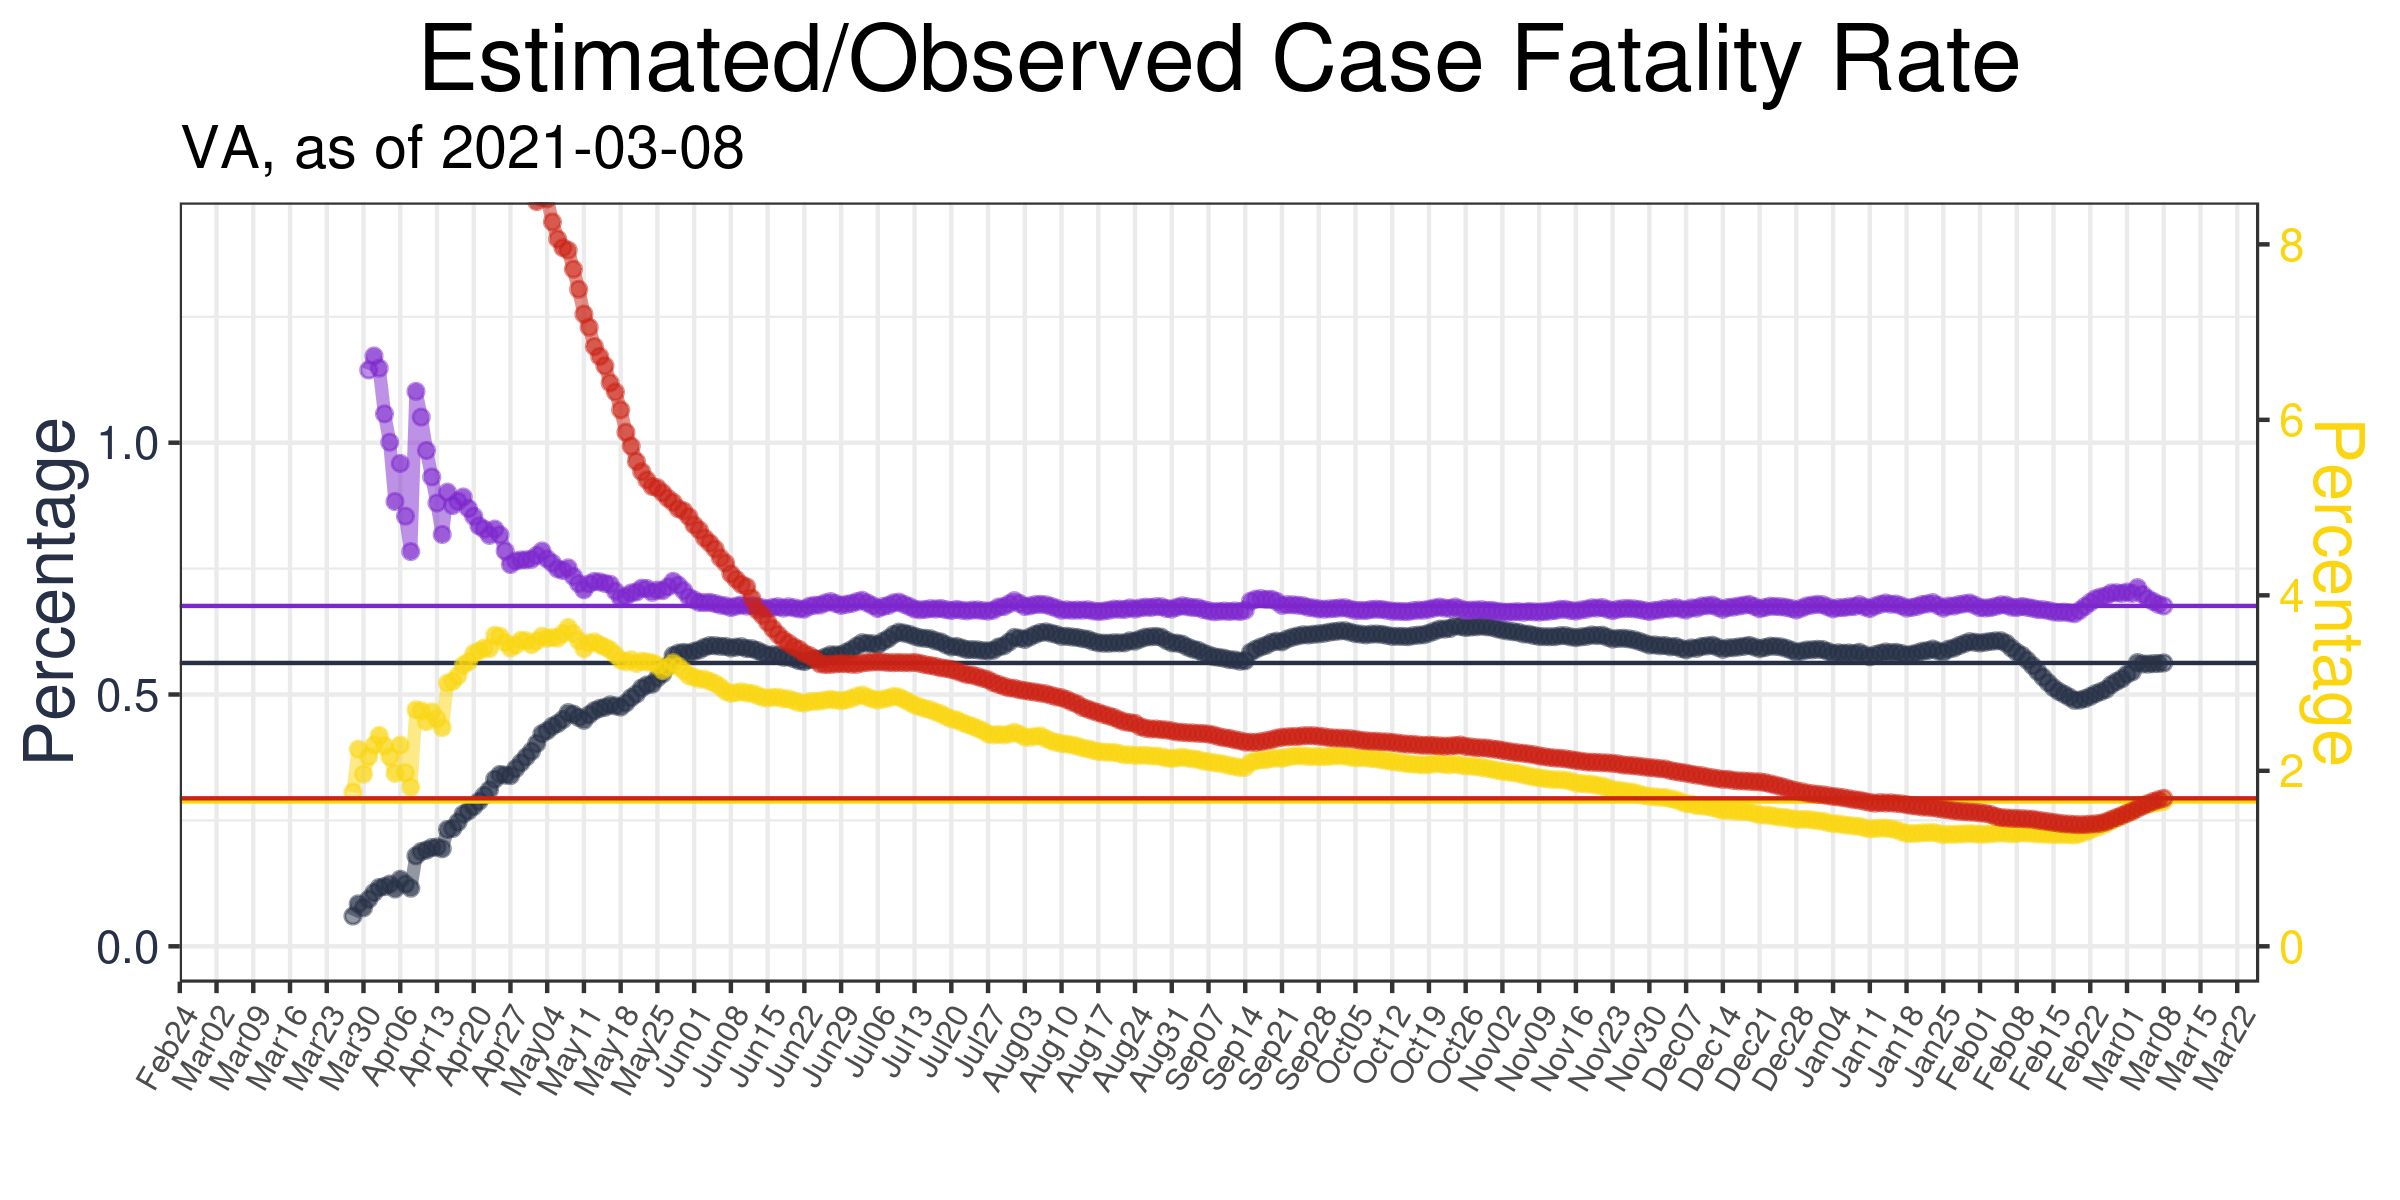 Estimated/Observed Case Fatality Rate
VA, as of 2021-03-08
Percentage
1.0
0.5
0.0
8
6
4
2
0
Percentage
Feb24
Mar02
Mar09
Mar16
Mar23
Mar30
Apr06
Apr13
Apr20
Apr27
May04
May11
May18
May25
Jun01
Jun08
Jun15
Jun22
Jun29
Jul06
Jul13
Jul20
Jul27
Aug03
Aug10
Aug17
Aug24
Aug31
Sep07
Sep14
Sep21
Sep28
Oct05
Oct12
Oct19
Oct26
Nov02
Nov09
Nov16
Nov23
Nov30
Dec07
Dec14
Dec21
Dec28
Jan04
Jan11
Jan18
Jan25
Feb01
Feb08
Feb15
Feb22
Mar01
Mar08
Mar15
Mar22